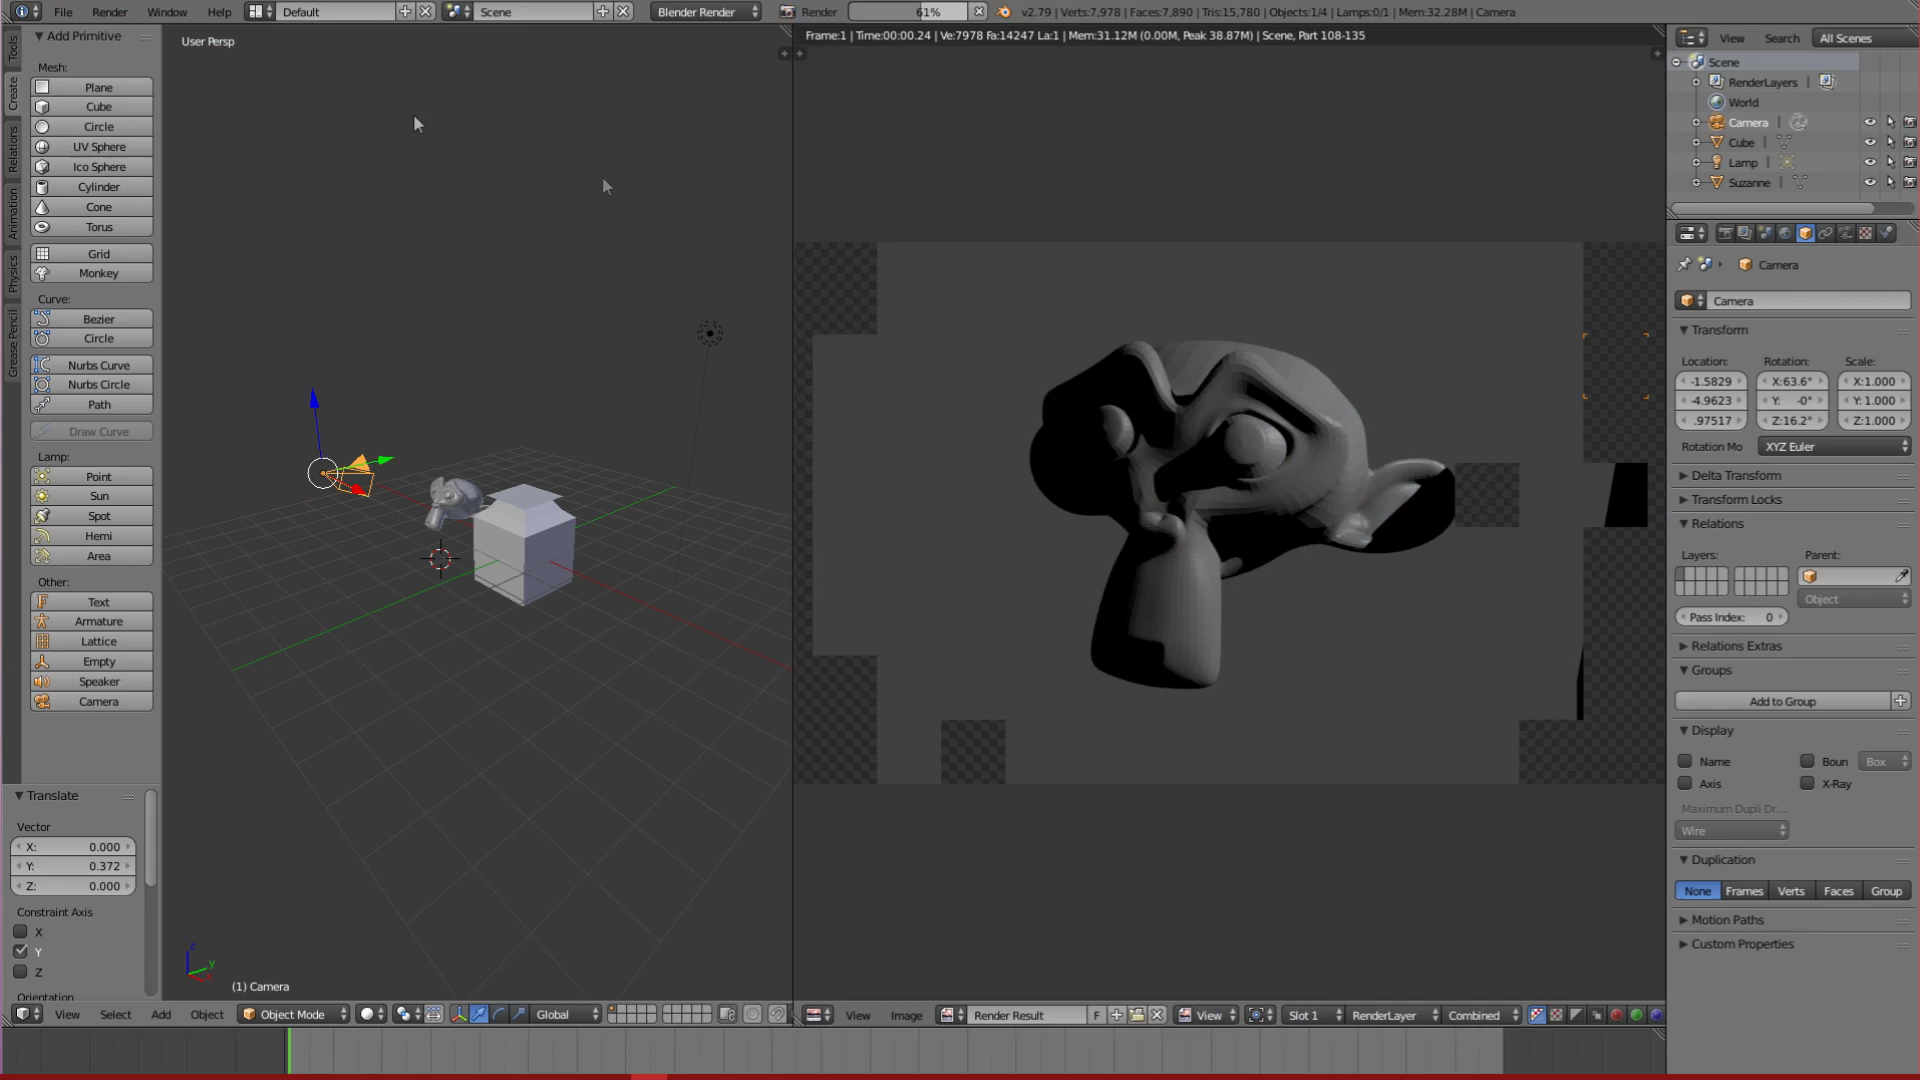 File Render Window Help Default Scene Blender Render Render 61% v2.79 | Verts:7,978 | Faces:7,890 | Tris:15,780 | Objects:1/4 | Lamps:0/1 | Mem:32.28M | Camera
Tools
Create
Relations
Animation
Physics
Grease Pencil
Add Primitive
Mesh:
Plane
Cube
Circle
UV Sphere
Ico Sphere
Cylinder
Cone
Torus
Grid
Monkey
Curve:
Bezier
Circle
Nurbs Curve
Nurbs Circle
Path
Draw Curve
Lamp:
Point
Sun
Spot
Hemi
Area
Other:
Text
Armature
Lattice
Empty
Speaker
Camera
Translate
Vector
X: 0.000
Y: 0.372
Z: 0.000
Constraint Axis
X
Y
Z
Orientation
User Persp
z
y
(1) Camera
View Select Add Object Object Mode Global
Frame:1 | Time:00:00.24 | Ve:7978 Fa:14247 La:1 | Mem:31.12M (0.00M, Peak 38.87M) | Scene, Part 108-135
View Image Render Result F View Slot 1 RenderLayer Combined
View Search All Scenes
Scene
RenderLayers |
World
Camera |
Cube |
Lamp |
Suzanne |
Camera
Camera
Transform
Location: Rotation: Scale:
-1.5829 X:63.6° X:1.000
-4.9623 Y: -0° Y: 1.000
.97517 Z:16.2° Z:1.000
Rotation Mo XYZ Euler
Delta Transform
Transform Locks
Relations
Layers: Parent:
Object
Pass Index: 0
Relations Extras
Groups
Add to Group
Display
Name Boun Box
Axis X-Ray
Maximum Dupli Dr...
Wire
Duplication
None Frames Verts Faces Group
Motion Paths
Custom Properties